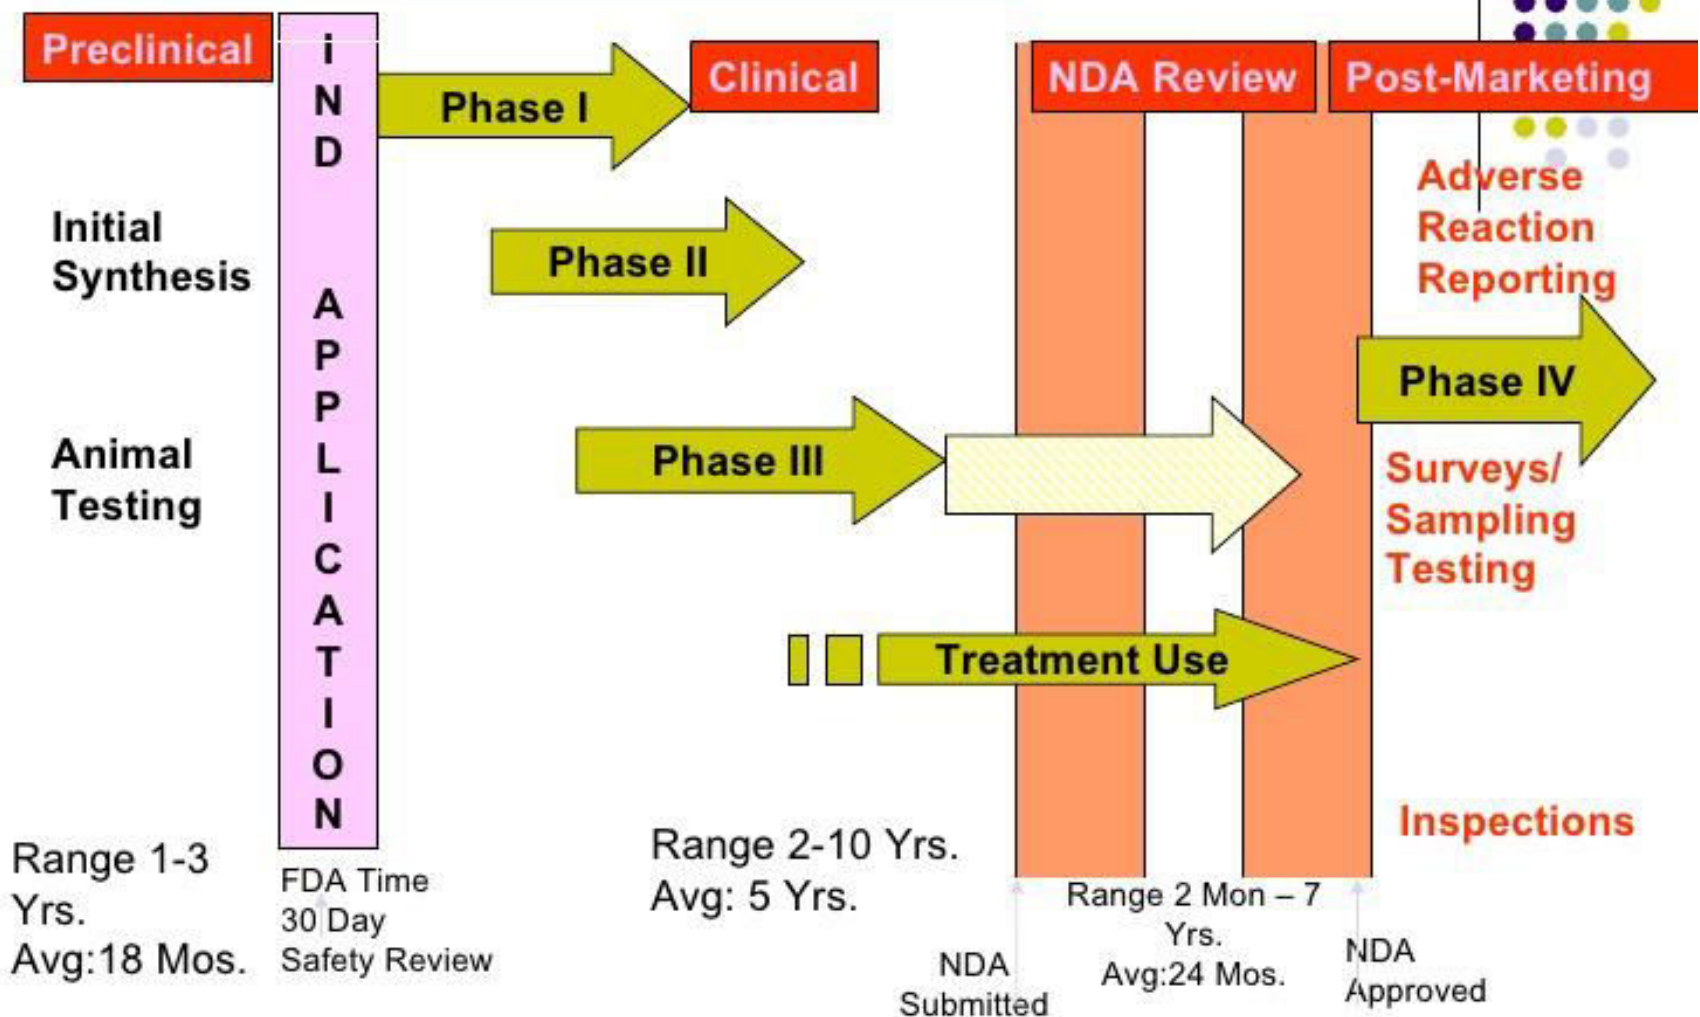 Preclinical
i
N
D
A
P
P
L
I
C
A
T
I
O
N
Phase I
Clinical
NDA Review
Post-Marketing
Initial
Synthesis
Phase II
Adverse
Reaction
Reporting
Phase IV
Animal
Testing
Phase III
Surveys/
Sampling
Testing
Treatment Use
Inspections
Range 1-3
Yrs.
Avg:18 Mos.
FDA Time
30 Day
Safety Review
Range 2-10 Yrs.
Avg: 5 Yrs.
NDA
Submitted
Range 2 Mon – 7
Yrs.
Avg:24 Mos.
NDA
Approved